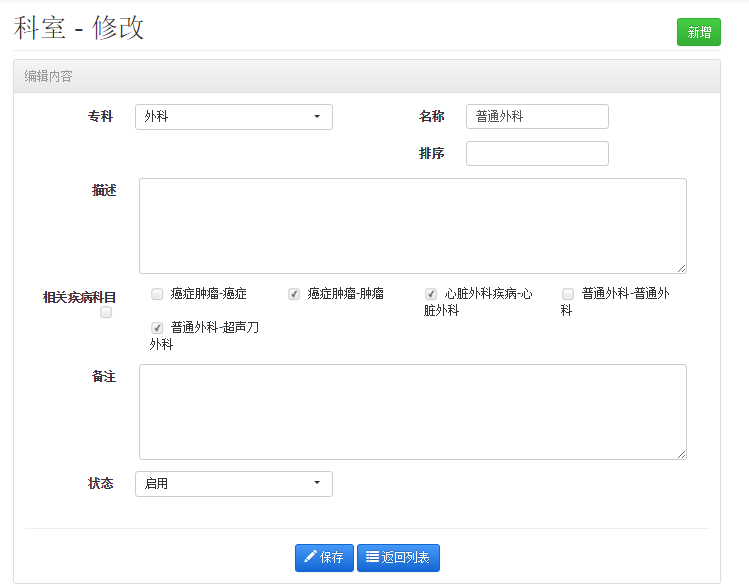 科室 - 修改
新增
编辑内容
专科
外科
名称
普通外科
排序
描述
相关疾病科目
癌症肿瘤-癌症
癌症肿瘤-肿瘤
心脏外科疾病-心
脏外科
普通外科-普通外
科
普通外科-超声刀
外科
备注
状态
启用
保存
返回列表